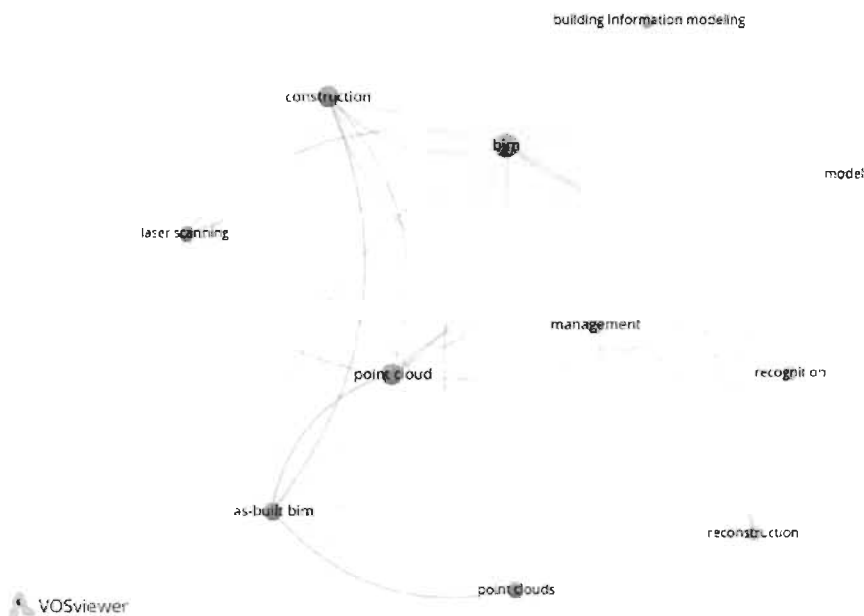 building information modeling
construction
bim
model
laser scanning
management
point cloud
recognition
as-built bim
reconstruction
point clouds
VOSviewer